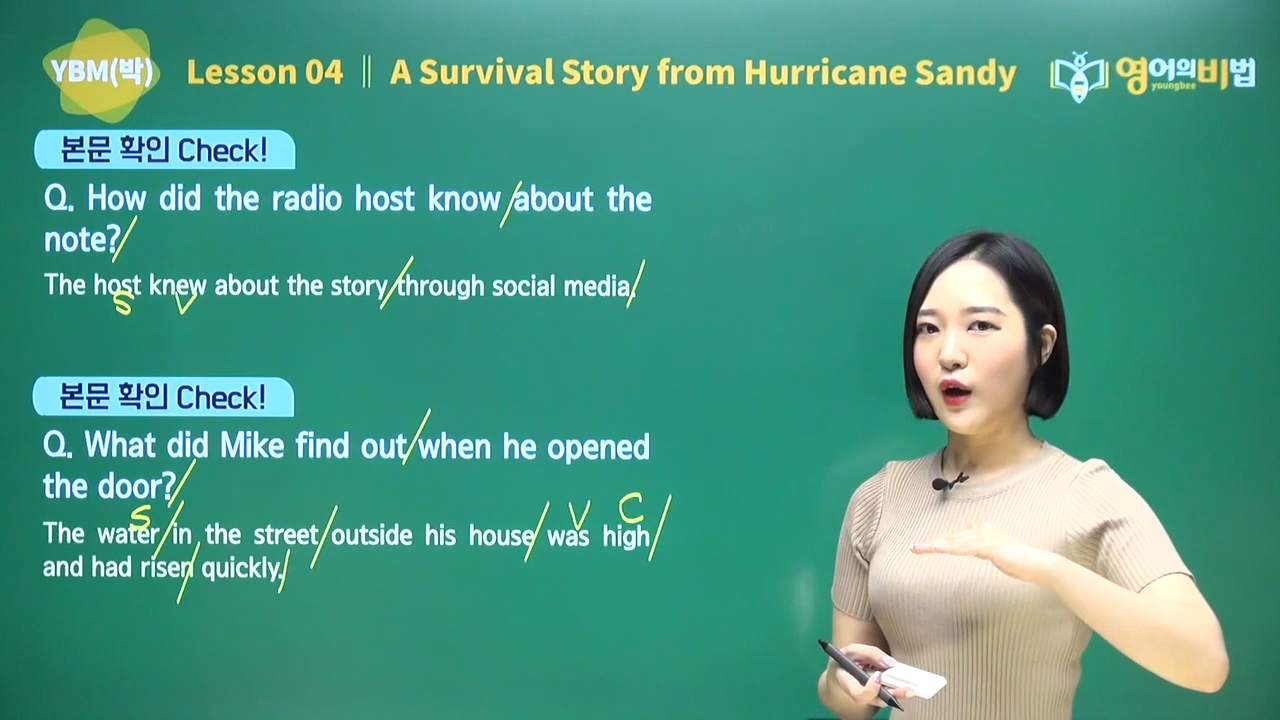 YBM(박)
Lesson 04 || A Survival Story from Hurricane Sandy
영어의비법
youngbee
본문 확인 Check!
Q. How did the radio host know about the
note?
The host knew about the story through social media.
S V
본문 확인 Check!
Q. What did Mike find out when he opened
the door?
S V C
The water in the street outside his house was high
and had risen quickly.